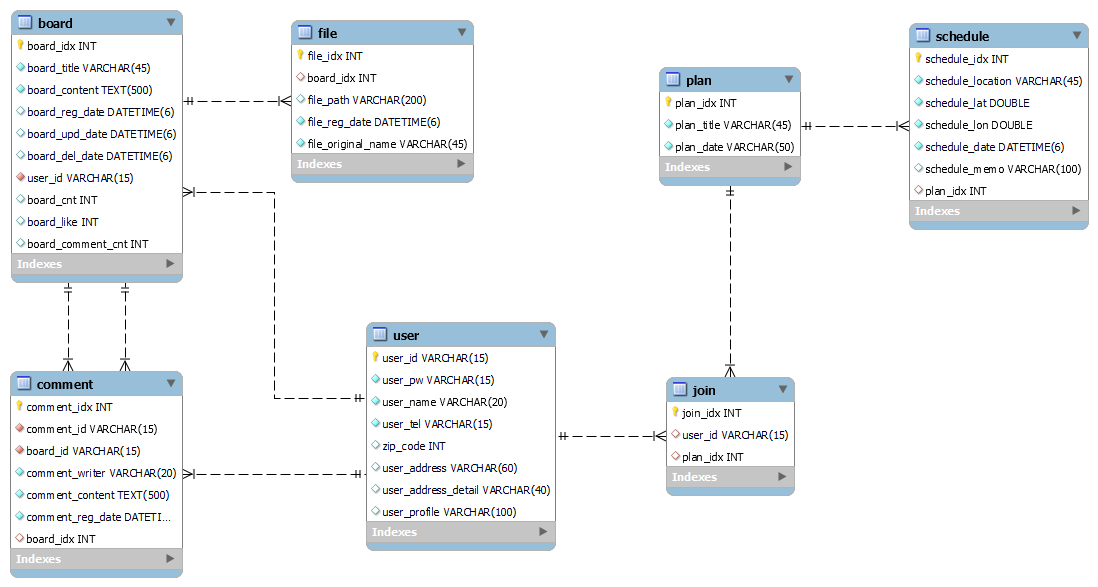 board
board_idx INT
board_title VARCHAR(45)
board_content TEXT(500)
board_reg_date DATETIME(6)
board_upd_date DATETIME(6)
board_del_date DATETIME(6)
user_id VARCHAR(15)
board_cnt INT
board_like INT
board_comment_cnt INT
Indexes
file
file_idx INT
board_idx INT
file_path VARCHAR(200)
file_reg_date DATETIME(6)
file_original_name VARCHAR(45)
Indexes
plan
plan_idx INT
plan_title VARCHAR(45)
plan_date VARCHAR(50)
Indexes
schedule
schedule_idx INT
schedule_location VARCHAR(45)
schedule_lat DOUBLE
schedule_lon DOUBLE
schedule_date DATETIME(6)
schedule_memo VARCHAR(100)
plan_idx INT
Indexes
comment
comment_idx INT
comment_id VARCHAR(15)
board_id VARCHAR(15)
comment_writer VARCHAR(20)
comment_content TEXT(500)
comment_reg_date DATETI...
board_idx INT
Indexes
user
user_id VARCHAR(15)
user_pw VARCHAR(15)
user_name VARCHAR(20)
user_tel VARCHAR(15)
zip_code INT
user_address VARCHAR(60)
user_address_detail VARCHAR(40)
user_profile VARCHAR(100)
Indexes
join
join_idx INT
user_id VARCHAR(15)
plan_idx INT
Indexes